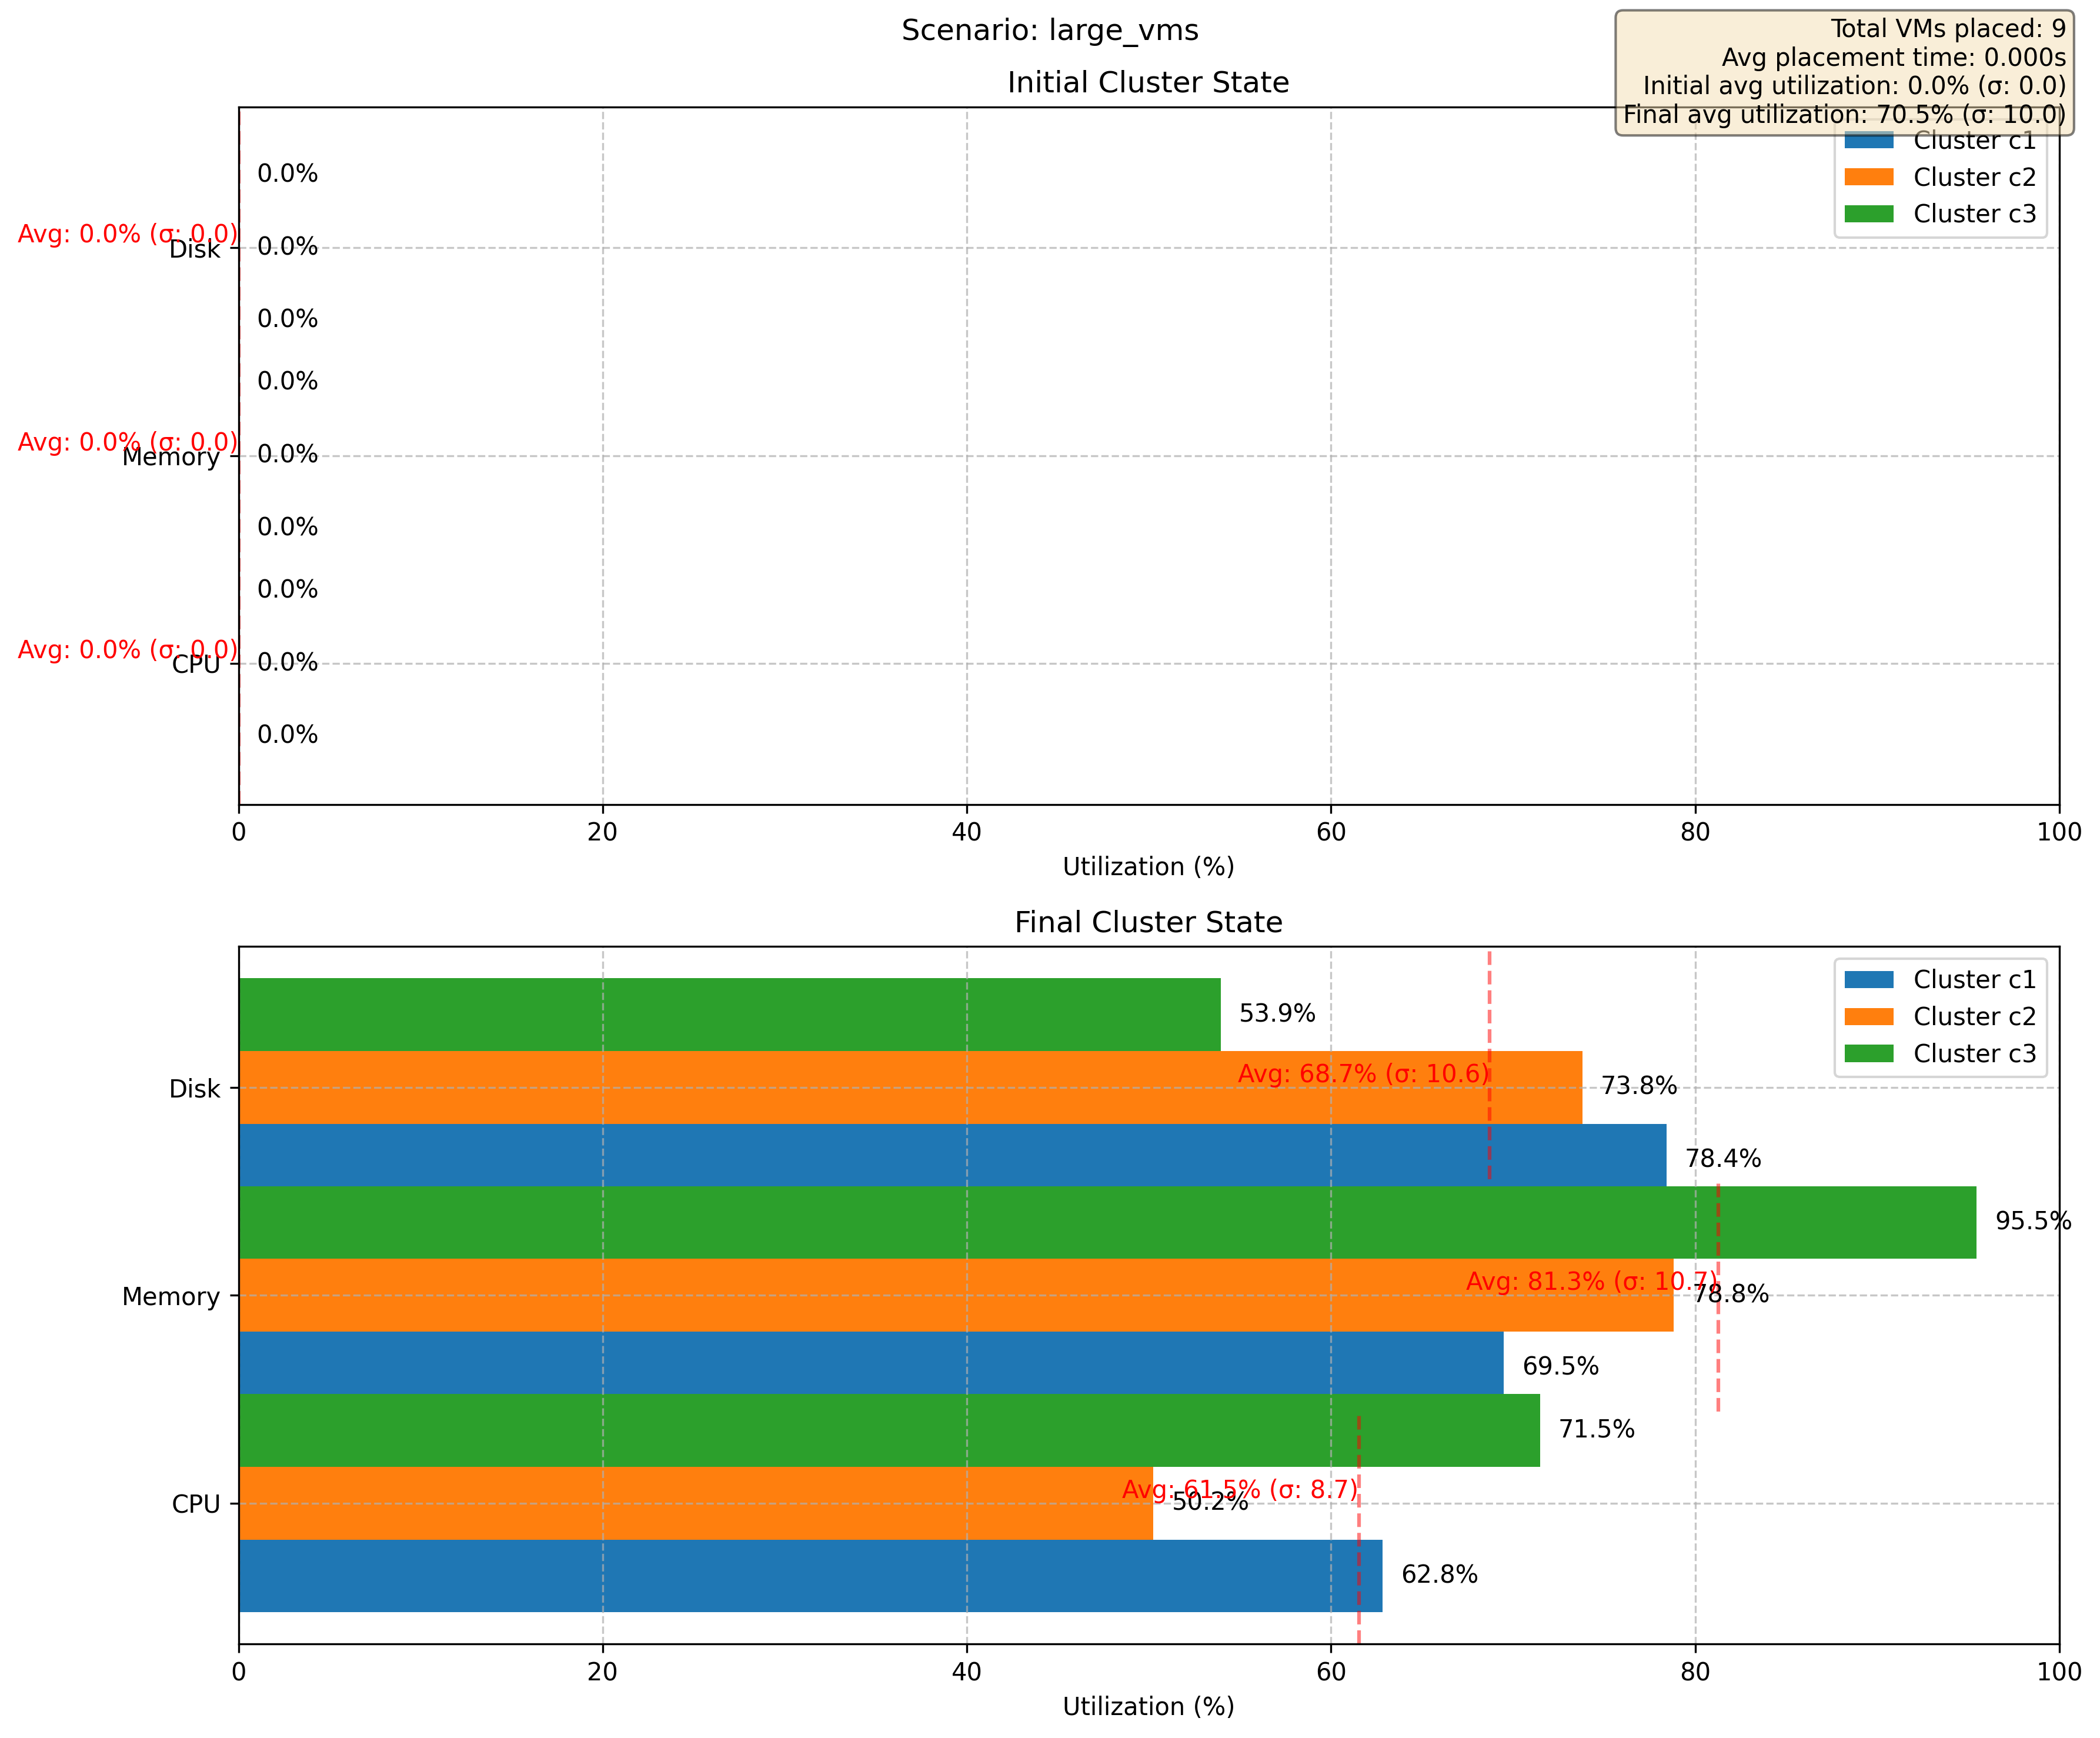 Scenario: large_vms
Total VMs placed: 9
Avg placement time: 0.000s
Initial avg utilization: 0.0% (σ: 0.0)
Final avg utilization: 70.5% (σ: 10.0)
Initial Cluster State
Cluster c1
Cluster c2
Cluster c3
0.0%
Avg: 0.0% (σ: 0.0)
Disk
0.0%
0.0%
0.0%
Avg: 0.0% (σ: 0.0)
Memory
0.0%
0.0%
0.0%
Avg: 0.0% (σ: 0.0)
CPU
0.0%
0.0%
0 20 40 60 80 100
Utilization (%)
Final Cluster State
Cluster c1
Cluster c2
Cluster c3
53.9%
Avg: 68.7% (σ: 10.6)
Disk
73.8%
78.4%
95.5%
Avg: 81.3% (σ: 10.7)
Memory
78.8%
69.5%
71.5%
Avg: 61.5% (σ: 8.7)
CPU
50.2%
62.8%
0 20 40 60 80 100
Utilization (%)